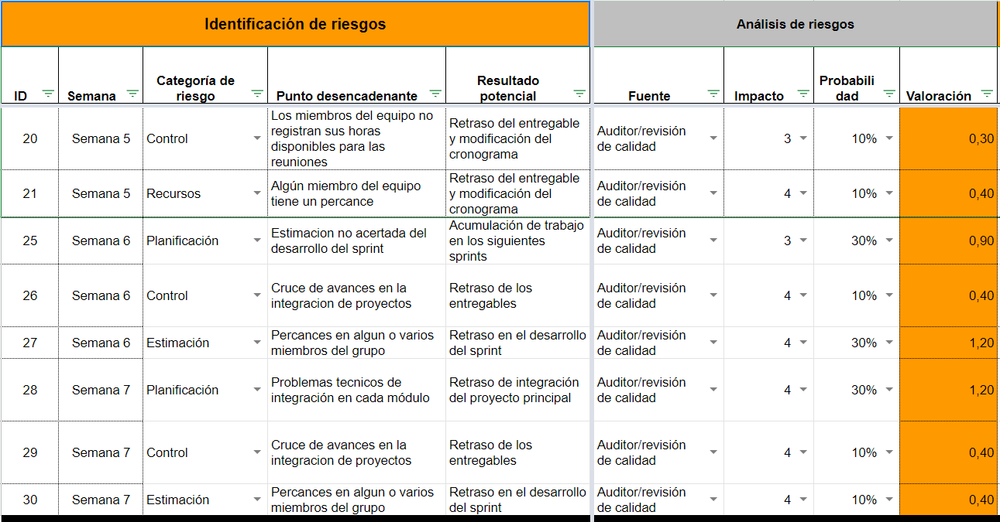 Identificación de riesgos
Análisis de riesgos
ID
Semana
Categoría de
riesgo
Punto desencadenante
Resultado
potencial
Fuente
Impacto
Probabili
dad
Valoración
20
Semana 5
Control
Los miembros del equipo no
registran sus horas
disponibles para las
reuniones
Retraso del entregable
y modificación del
cronograma
Auditor/revisión
de calidad
3
10%
0,30
21
Semana 5
Recursos
Algún miembro del equipo
tiene un percance
Retraso del entregable
y modificación del
cronograma
Auditor/revisión
de calidad
4
10%
0,40
25
Semana 6
Planificación
Estimacion no acertada del
desarrollo del sprint
Acumulación de trabajo
en los siguientes
sprints
Auditor/revisión
de calidad
3
30%
0,90
26
Semana 6
Control
Cruce de avances en la
integracion de proyectos
Retraso de los
entregables
Auditor/revisión
de calidad
4
10%
0,40
27
Semana 6
Estimación
Percances en algun o varios
miembros del grupo
Retraso en el desarrollo
del sprint
Auditor/revisión
de calidad
4
30%
1,20
28
Semana 7
Planificación
Problemas tecnicos de
integración en cada módulo
Retraso de integración
del proyecto principal
Auditor/revisión
de calidad
4
30%
1,20
29
Semana 7
Control
Cruce de avances en la
integracion de proyectos
Retraso de los
entregables
Auditor/revisión
de calidad
4
10%
0,40
30
Semana 7
Estimación
Percances en algun o varios
miembros del grupo
Retraso en el desarrollo
del sprint
Auditor/revisión
de calidad
4
10%
0,40